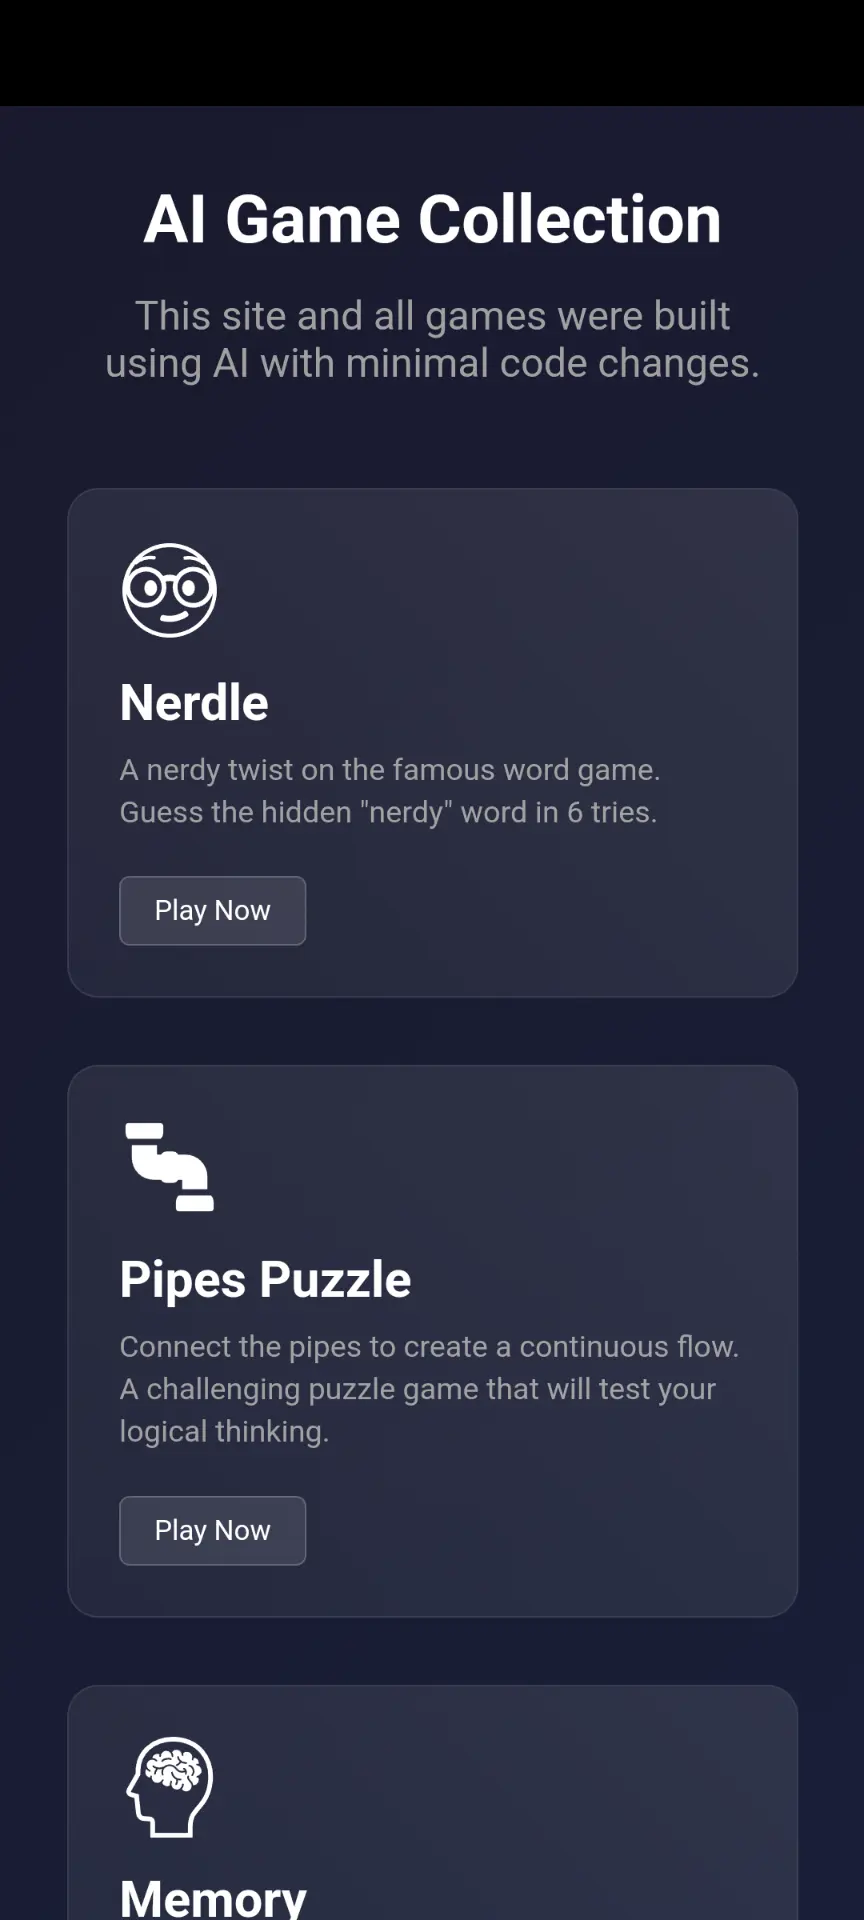 AI Game Collection
This site and all games were built
using AI with minimal code changes.
Nerdle
A nerdy twist on the famous word game.
Guess the hidden "nerdy" word in 6 tries.
Play Now
Pipes Puzzle
Connect the pipes to create a continuous flow.
A challenging puzzle game that will test your
logical thinking.
Play Now
Memory